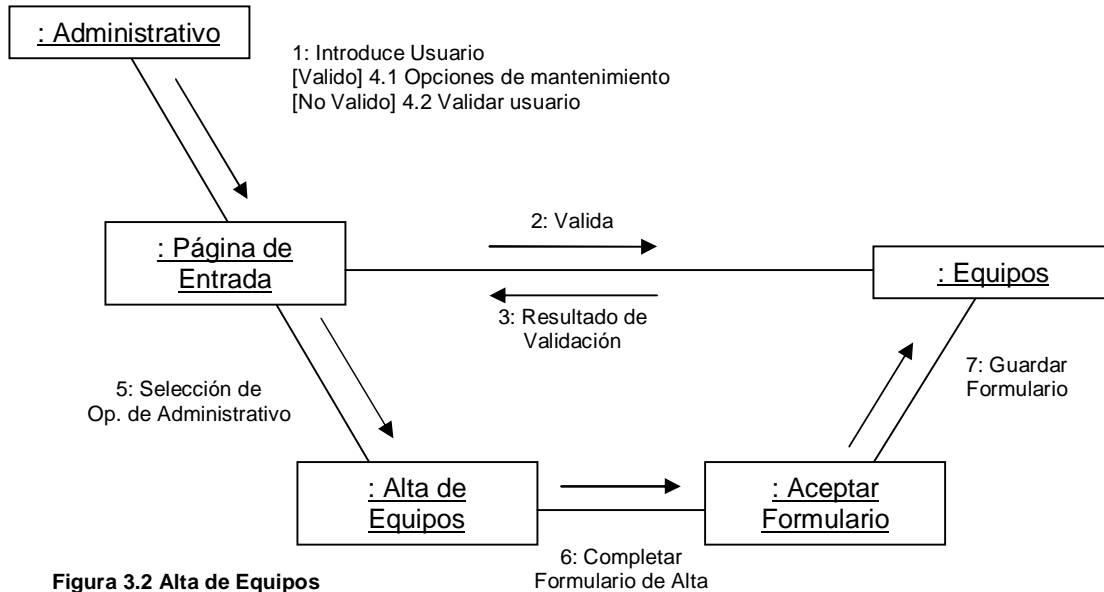 : Administrativo
1: Introduce Usuario
[Valido] 4.1 Opciones de mantenimiento
[No Valido] 4.2 Validar usuario
2: Valida
: Página de
Entrada
: Equipos
3: Resultado de
Validación
5: Selección de
Op. de Administrativo
7: Guardar
Formulario
: Alta de
Equipos
: Aceptar
Formulario
6: Completar
Formulario de Alta
Figura 3.2 Alta de Equipos